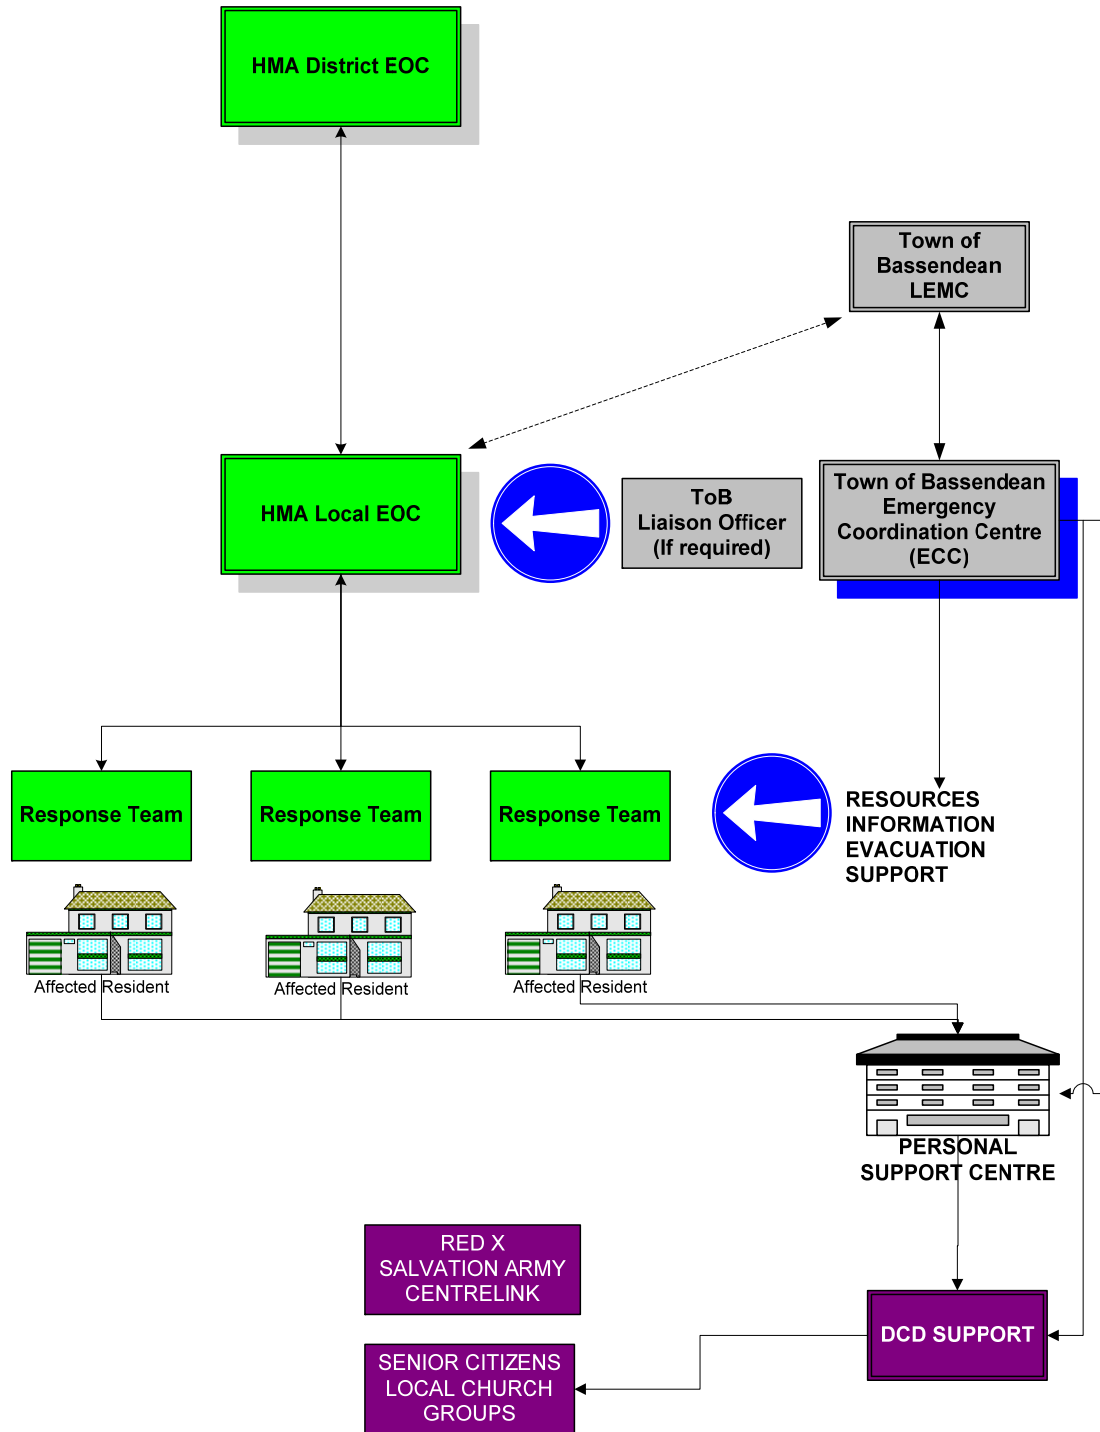 HMA District EOC
Town of
Bassendean
LEMC
HMA Local EOC
ToB
Liaison Officer
(If required)
Town of Bassendean
Emergency
Coordination Centre
(ECC)
Response Team
Response Team
Response Team
RESOURCES
INFORMATION
EVACUATION
SUPPORT
Affected Resident
Affected Resident
Affected Resident
PERSONAL
SUPPORT CENTRE
RED X
SALVATION ARMY
CENTRELINK
DCD SUPPORT
SENIOR CITIZENS
LOCAL CHURCH
GROUPS